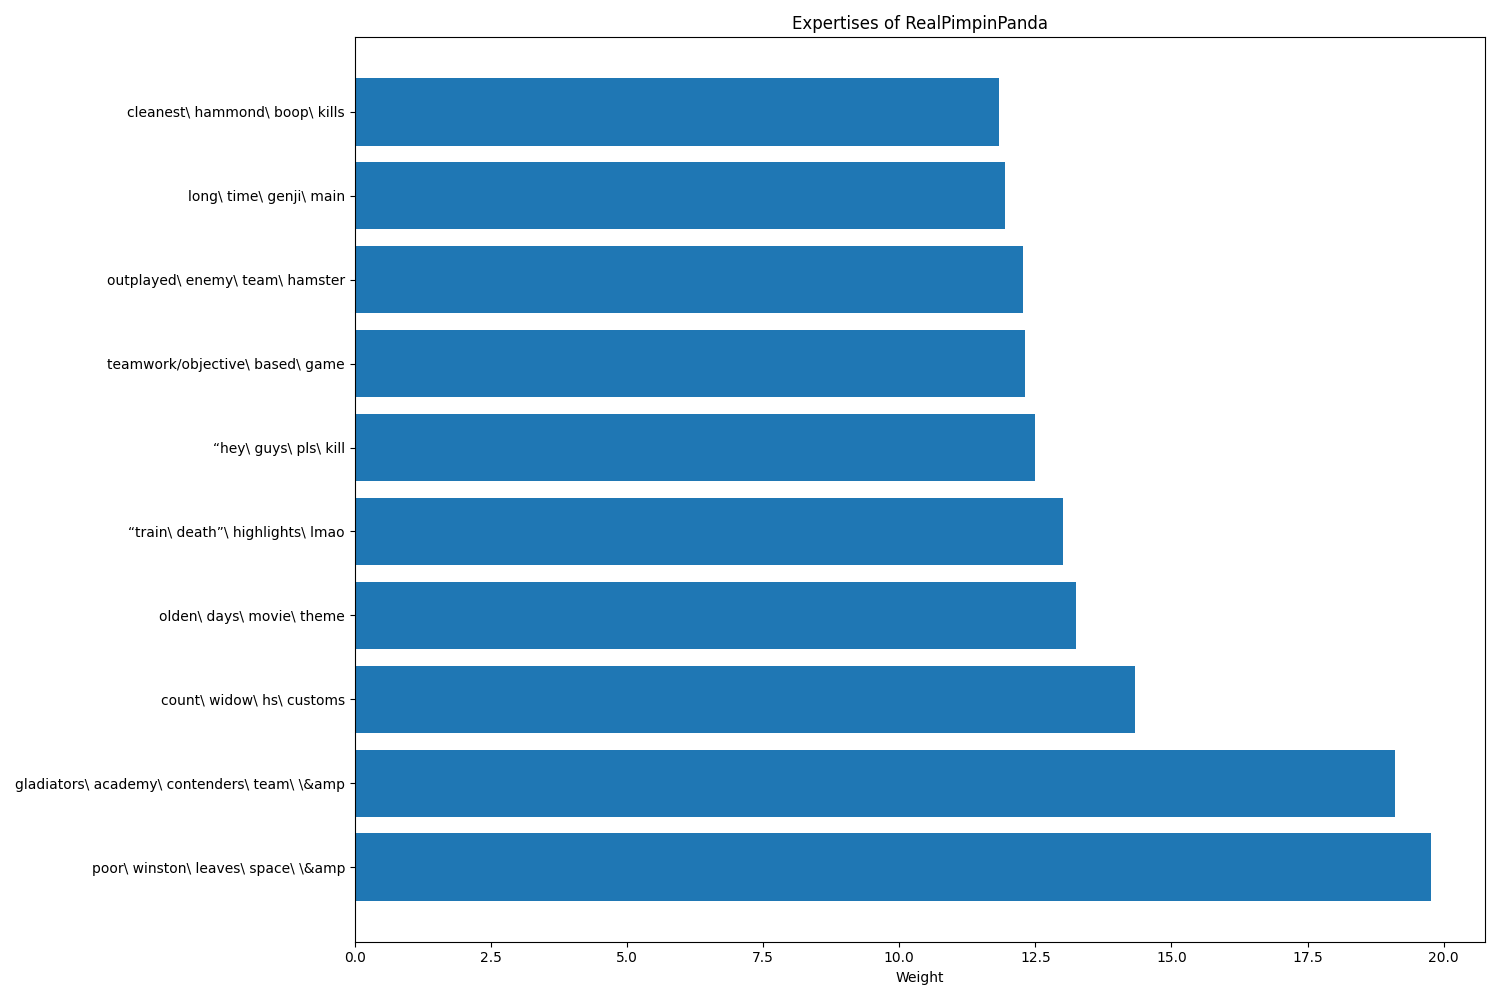 Expertises of RealPimpinPanda
cleanest\ hammond\ boop\ kills
long\ time\ genji\ main
outplayed\ enemy\ team\ hamster
teamwork/objective\ based\ game
“hey\ guys\ pls\ kill
“train\ death”\ highlights\ lmao
olden\ days\ movie\ theme
count\ widow\ hs\ customs
gladiators\ academy\ contenders\ team\ \&amp
poor\ winston\ leaves\ space\ \&amp
0.0 2.5 5.0 7.5 10.0 12.5 15.0 17.5 20.0
Weight